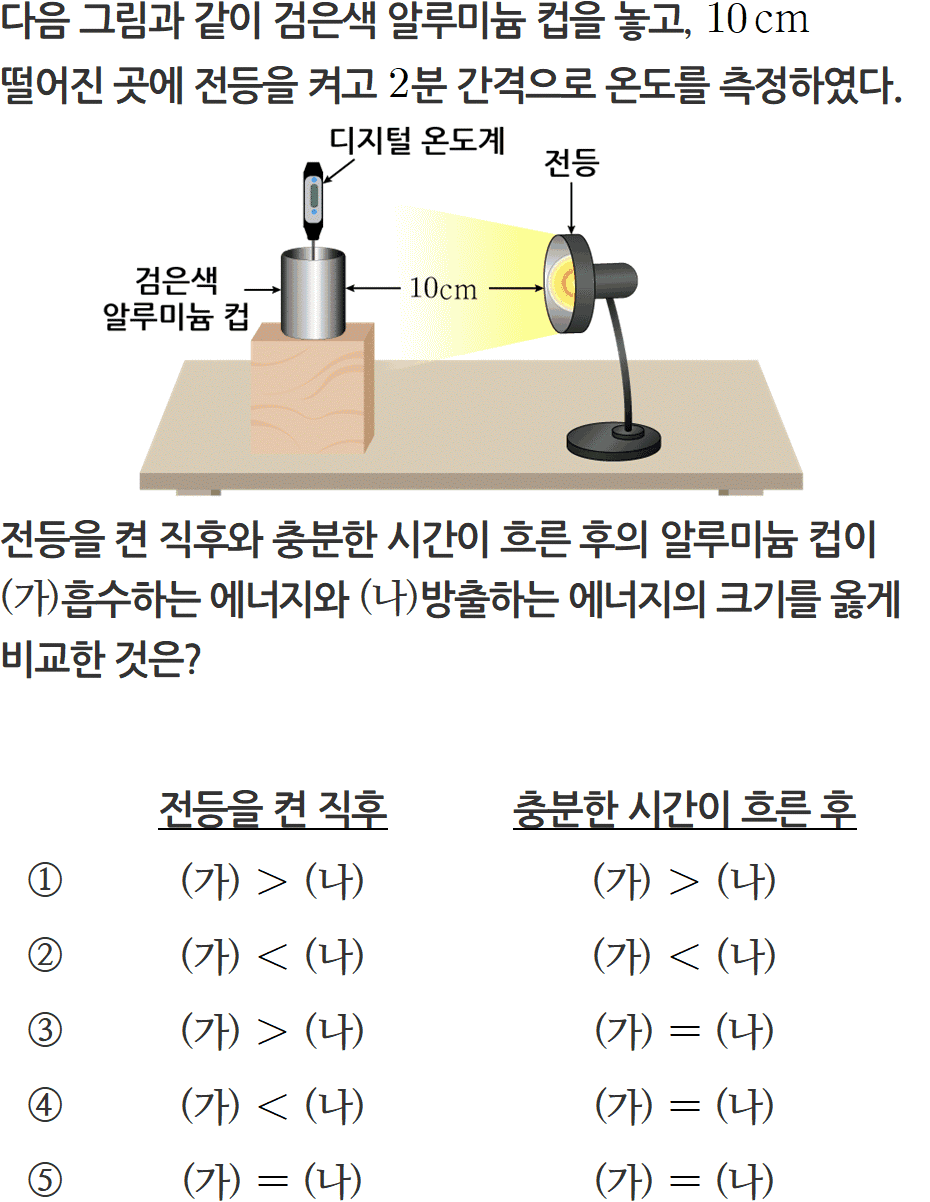 다음 그림과 같이 검은색 알루미늄 컵을 놓고, 10 cm
떨어진 곳에 전등을 켜고 2분 간격으로 온도를 측정하였다.
디지털 온도계
전등
검은색
알루미늄 컵
10cm
전등을 켠 직후와 충분한 시간이 흐른 후의 알루미늄 컵이
(가)흡수하는 에너지와 (나)방출하는 에너지의 크기를 옳게
비교한 것은?
전등을 켠 직후 충분한 시간이 흐른 후
① (가) > (나) (가) > (나)
② (가) < (나) (가) < (나)
③ (가) > (나) (가) = (나)
④ (가) < (나) (가) = (나)
⑤ (가) = (나) (가) = (나)